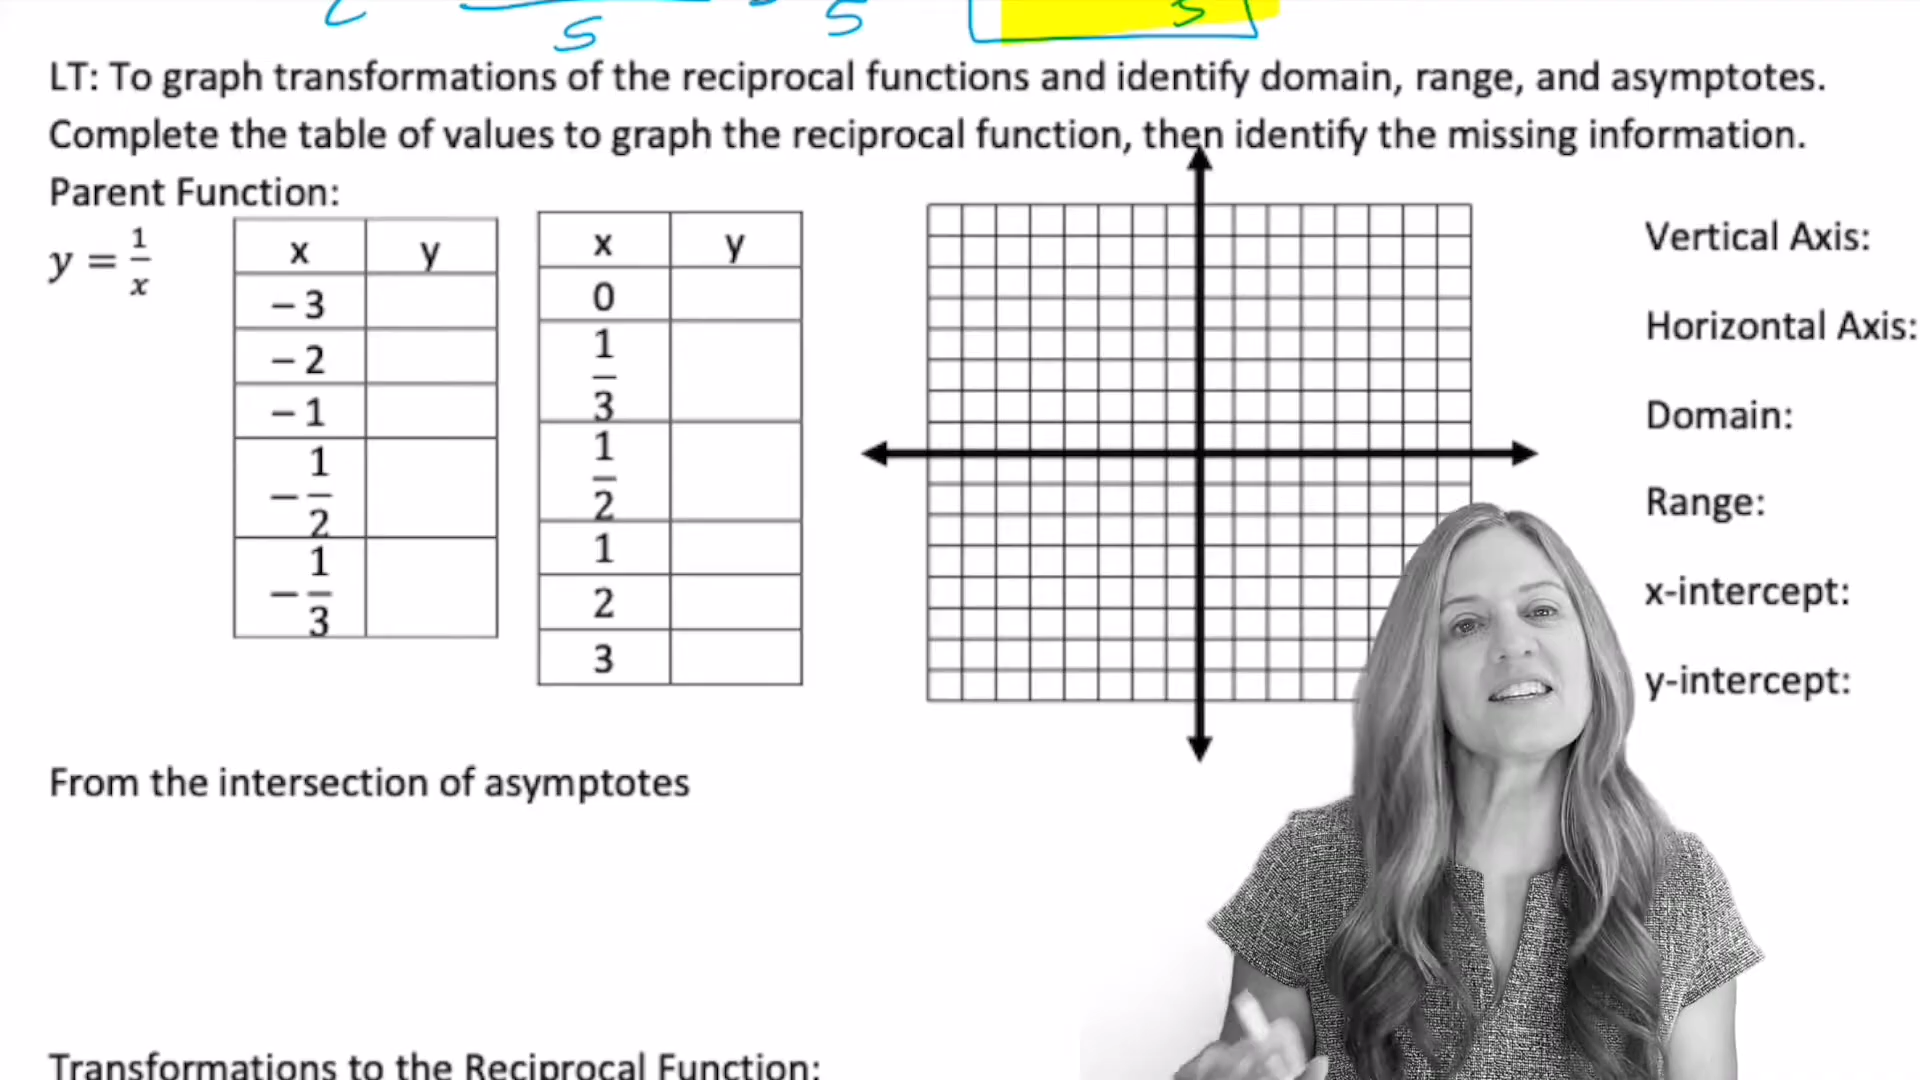 5 5 5
LT: To graph transformations of the reciprocal functions and identify domain, range, and asymptotes.
Complete the table of values to graph the reciprocal function, then identify the missing information.
Parent Function:
y = 1/x
x y
− 3
− 2
− 1
− 1/2
− 1/3
x y
0
1/3
1/2
1
2
3
Vertical Axis:
Horizontal Axis:
Domain:
Range:
x-intercept:
y-intercept:
From the intersection of asymptotes
Transformations to the Reciprocal Function: